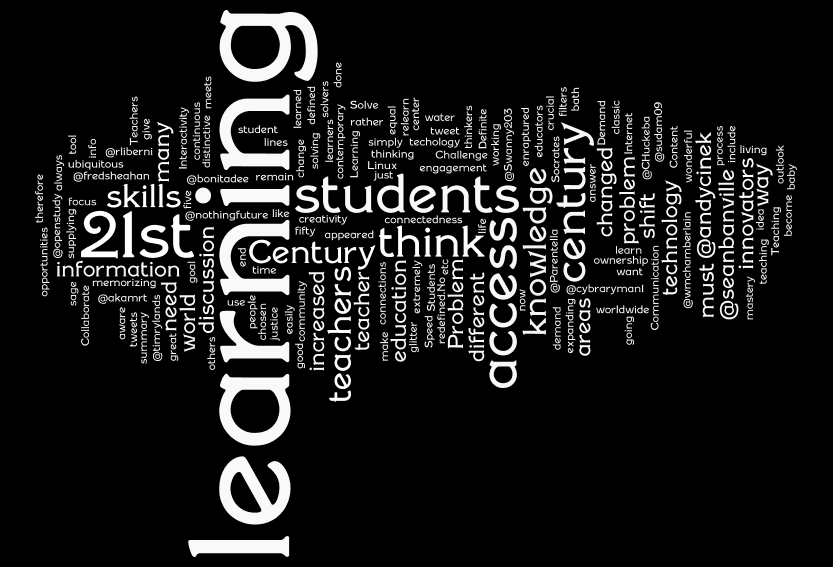 learning
students
21st
century
access
think
Century
knowledge
teachers
skills
education
information
many
need
world
discussion
increased
teacher
Problem
different
areas
changed
problem
shift
technology
must
@andycinek
@seanbanville
innovators
way
therefore
opportunities
@openstudy
always
tool
info
ubiquitous
@fredsheahan
focus
supplying
sage
Collaborate
memorizing
@akamrt
aware
tweets
summary
@timrylands
great
goal
five
@rliberni
Teachers
give
Interactivity
continuous
distinctive
meets
@bonitadee
@nothingfuture
others
student
lines
remain
like
end
time
use
people
chosen
justice
easily
community
good
fifty
creativity
appeared
connectedness
change
learned
solving
defined
learners
solvers
contemporary
done
Learning
Solve
rather
thinking
Linux
just
simply
equal
relearn
center
water
tweet
techology
Challenge
engagement
thinkers
Definite
working
@Swanny203
enraptured
educators
Socrates
crucial
filters
bath
answer
life
make
connections
glitter
extremely
Speed
Students
redefined.No
etc
now
@Parentella
demand
expanding
@cybraryman1
worldwide
going
want
ownership
learn
Communication
Demand
classic
Internet
@CHuckeba
@sudam09
Content
wonderful
@wmchamberlain
process
include
mastery
teaching
Idea
living
Teaching
outlook
become
baby